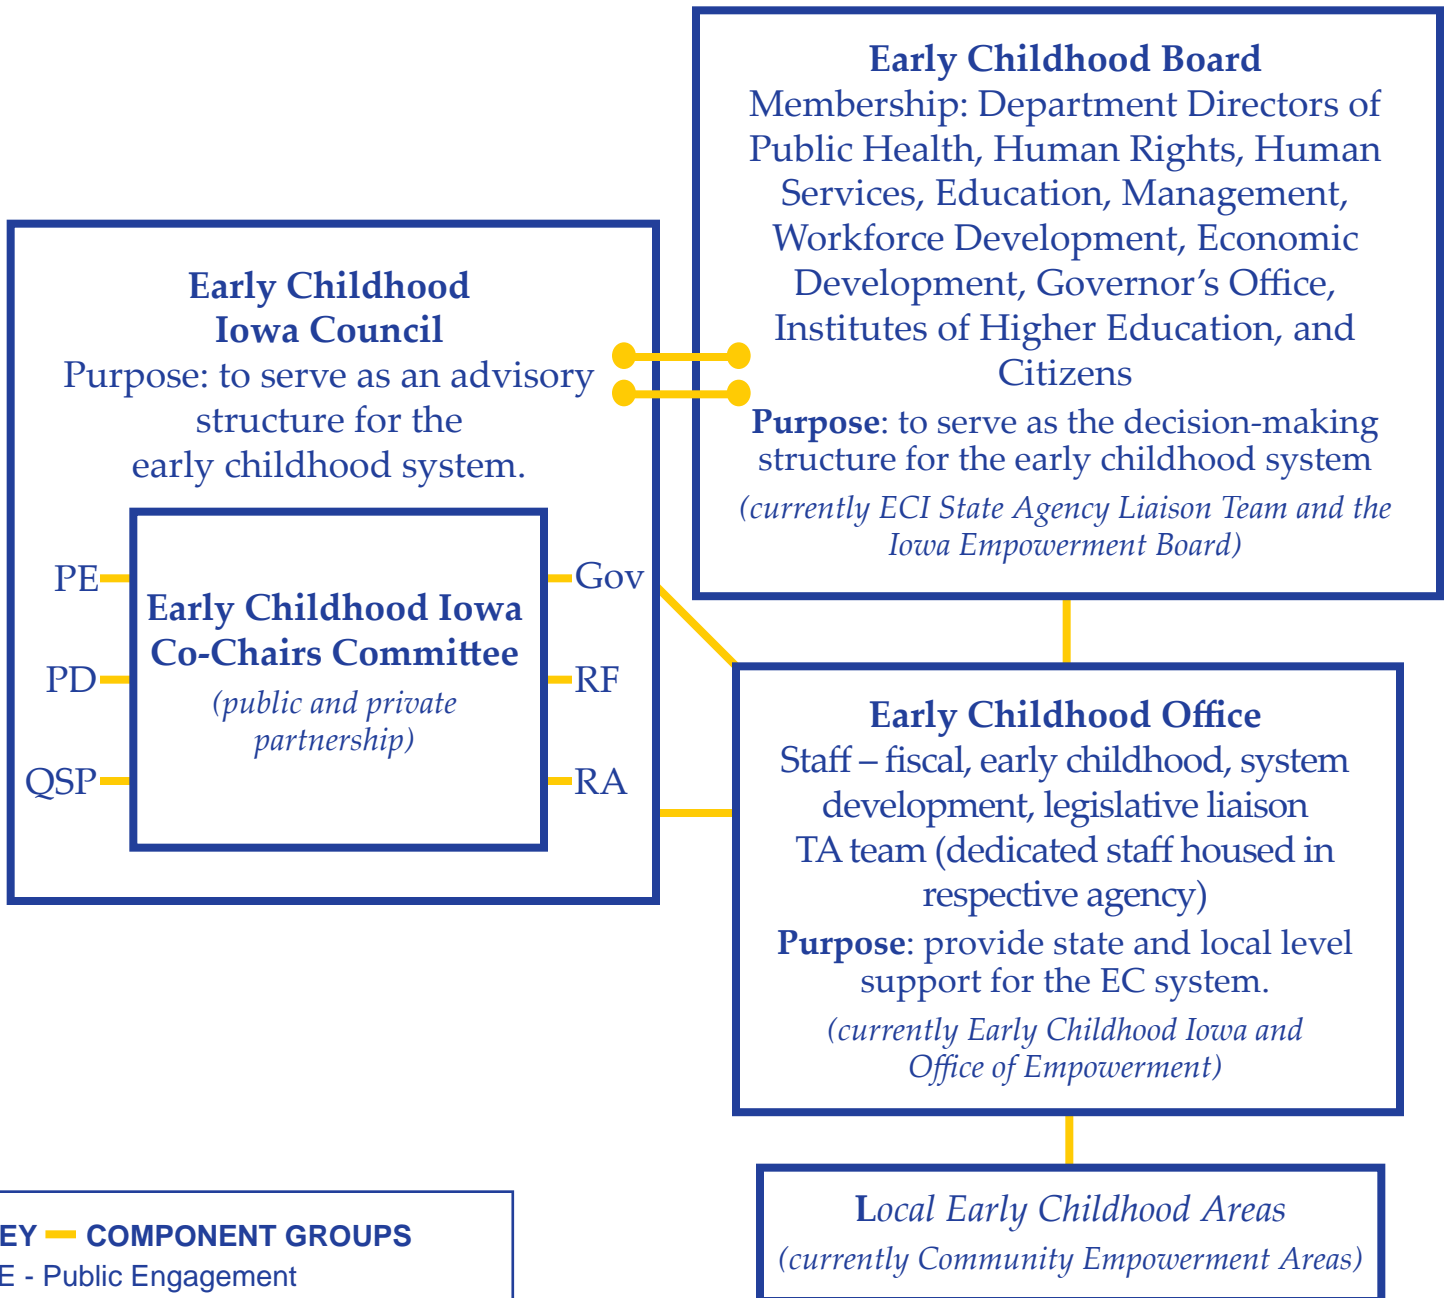 Early Childhood Board
Membership: Department Directors of
Public Health, Human Rights, Human
Services, Education, Management,
Workforce Development, Economic
Development, Governor’s Office,
Institutes of Higher Education, and
Citizens
Purpose: to serve as the decision-making
structure for the early childhood system
(currently ECI State Agency Liaison Team and the
Iowa Empowerment Board)
Early Childhood
Iowa Council
Purpose: to serve as an advisory
structure for the
early childhood system.
PE
PD
QSP
Early Childhood Iowa
Co-Chairs Committee
(public and private
partnership)
Gov
RF
RA
Early Childhood Office
Staff – fiscal, early childhood, system
development, legislative liaison
TA team (dedicated staff housed in
respective agency)
Purpose: provide state and local level
support for the EC system.
(currently Early Childhood Iowa and
Office of Empowerment)
Local Early Childhood Areas
(currently Community Empowerment Areas)
EY COMPONENT GROUPS
E - Public Engagement